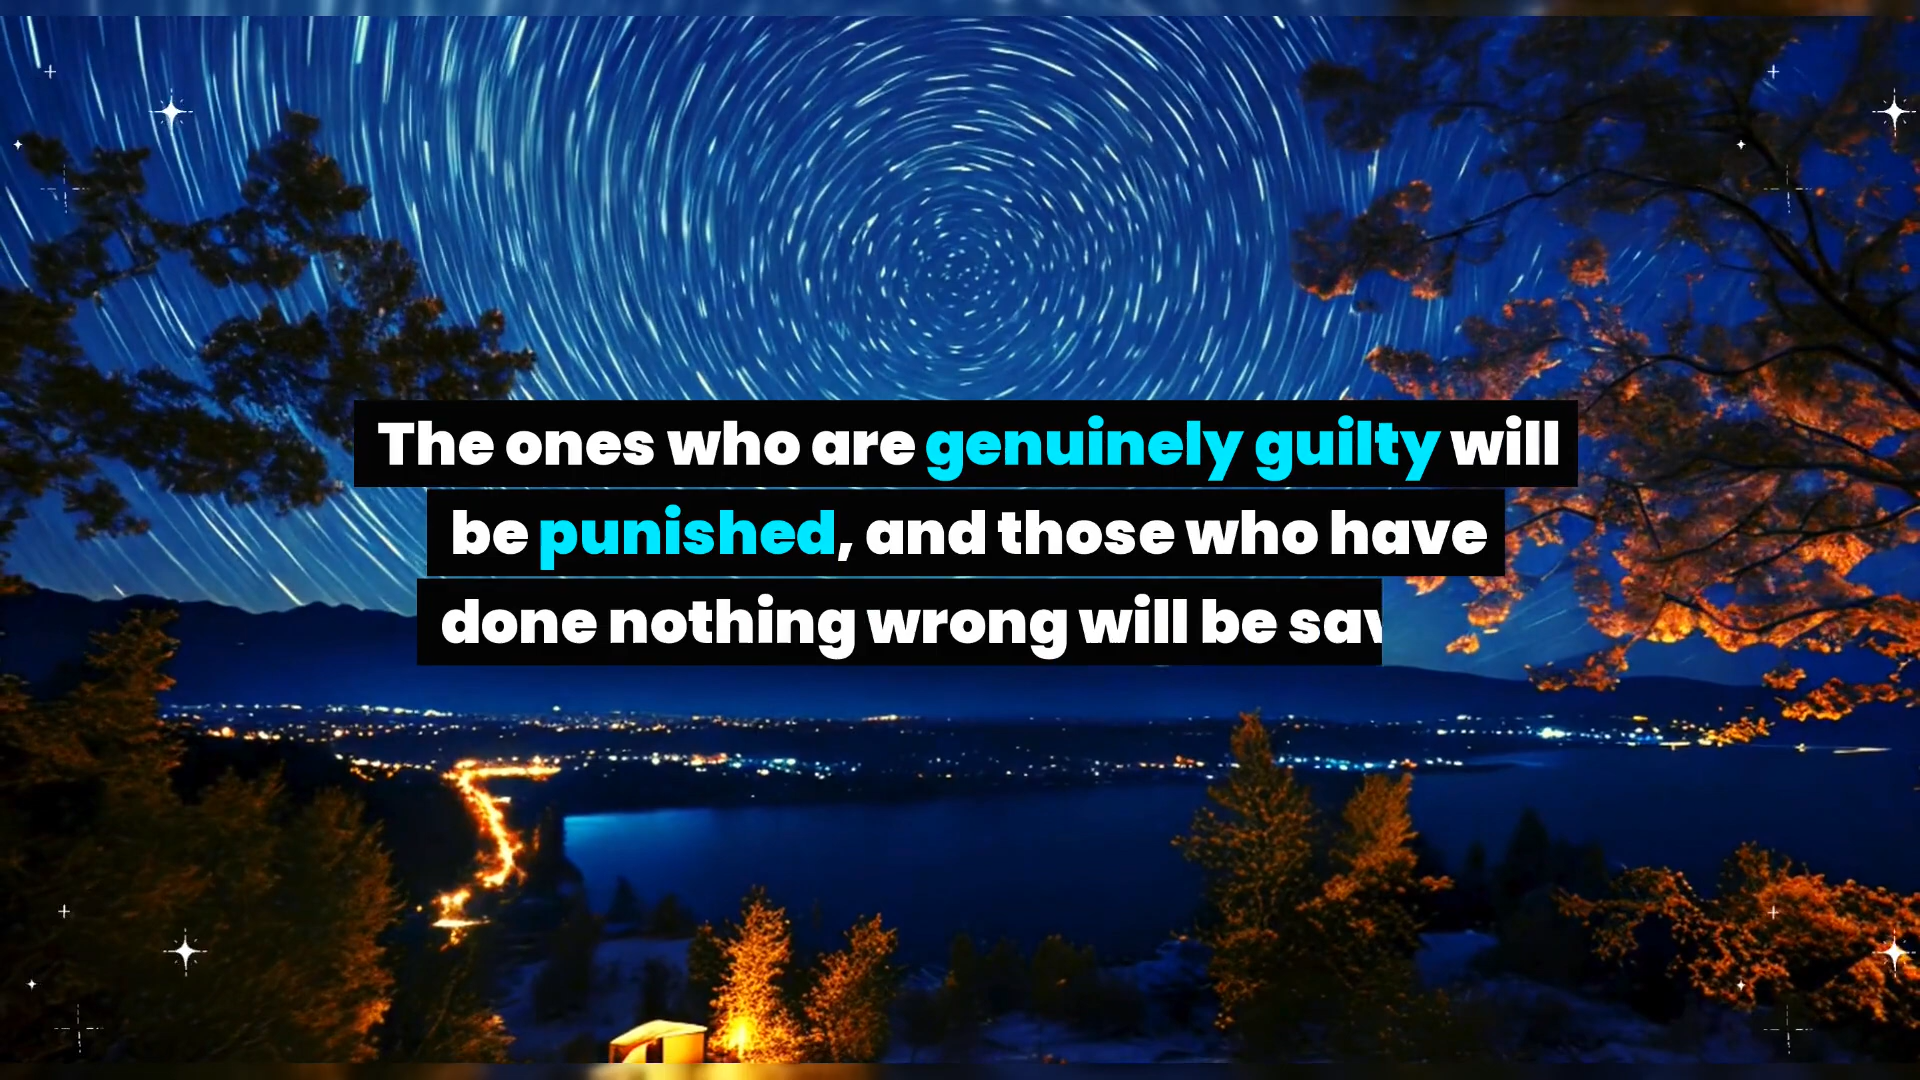 The ones who are genuinely guilty will
be punished, and those who have
done nothing wrong will be